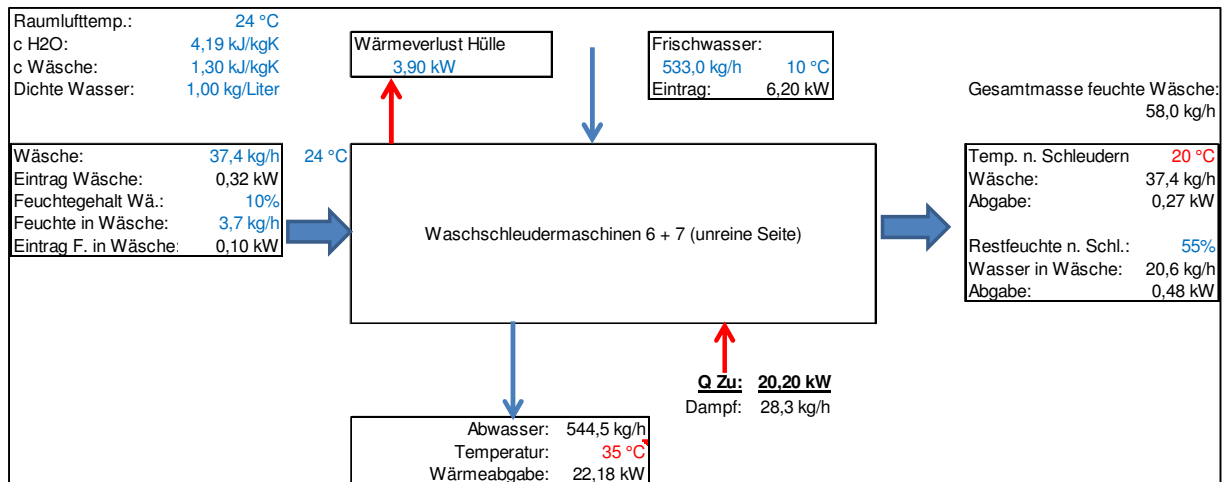 Raumlufttemp.: 24 °C
c H2O: 4,19 kJ/kgK
c Wäsche: 1,30 kJ/kgK
Dichte Wasser: 1,00 kg/Liter
Wärmeverlust Hülle
3,90 kW
Frischwasser:
533,0 kg/h 10 °C
Eintrag: 6,20 kW
Gesamtmasse feuchte Wäsche:
58,0 kg/h
Wäsche: 37,4 kg/h 24 °C
Eintrag Wäsche: 0,32 kW
Feuchtegehalt Wä.: 10%
Feuchte in Wäsche: 3,7 kg/h
Eintrag F. in Wäsche: 0,10 kW
Waschschleudermaschinen 6 + 7 (unreine Seite)
Temp. n. Schleudern 20 °C
Wäsche: 37,4 kg/h
Abgabe: 0,27 kW
Restfeuchte n. Schl.: 55%
Wasser in Wäsche: 20,6 kg/h
Abgabe: 0,48 kW
Q Zu: 20,20 kW
Dampf: 28,3 kg/h
Abwasser: 544,5 kg/h
Temperatur: 35 °C
Wärmeabgabe: 22,18 kW